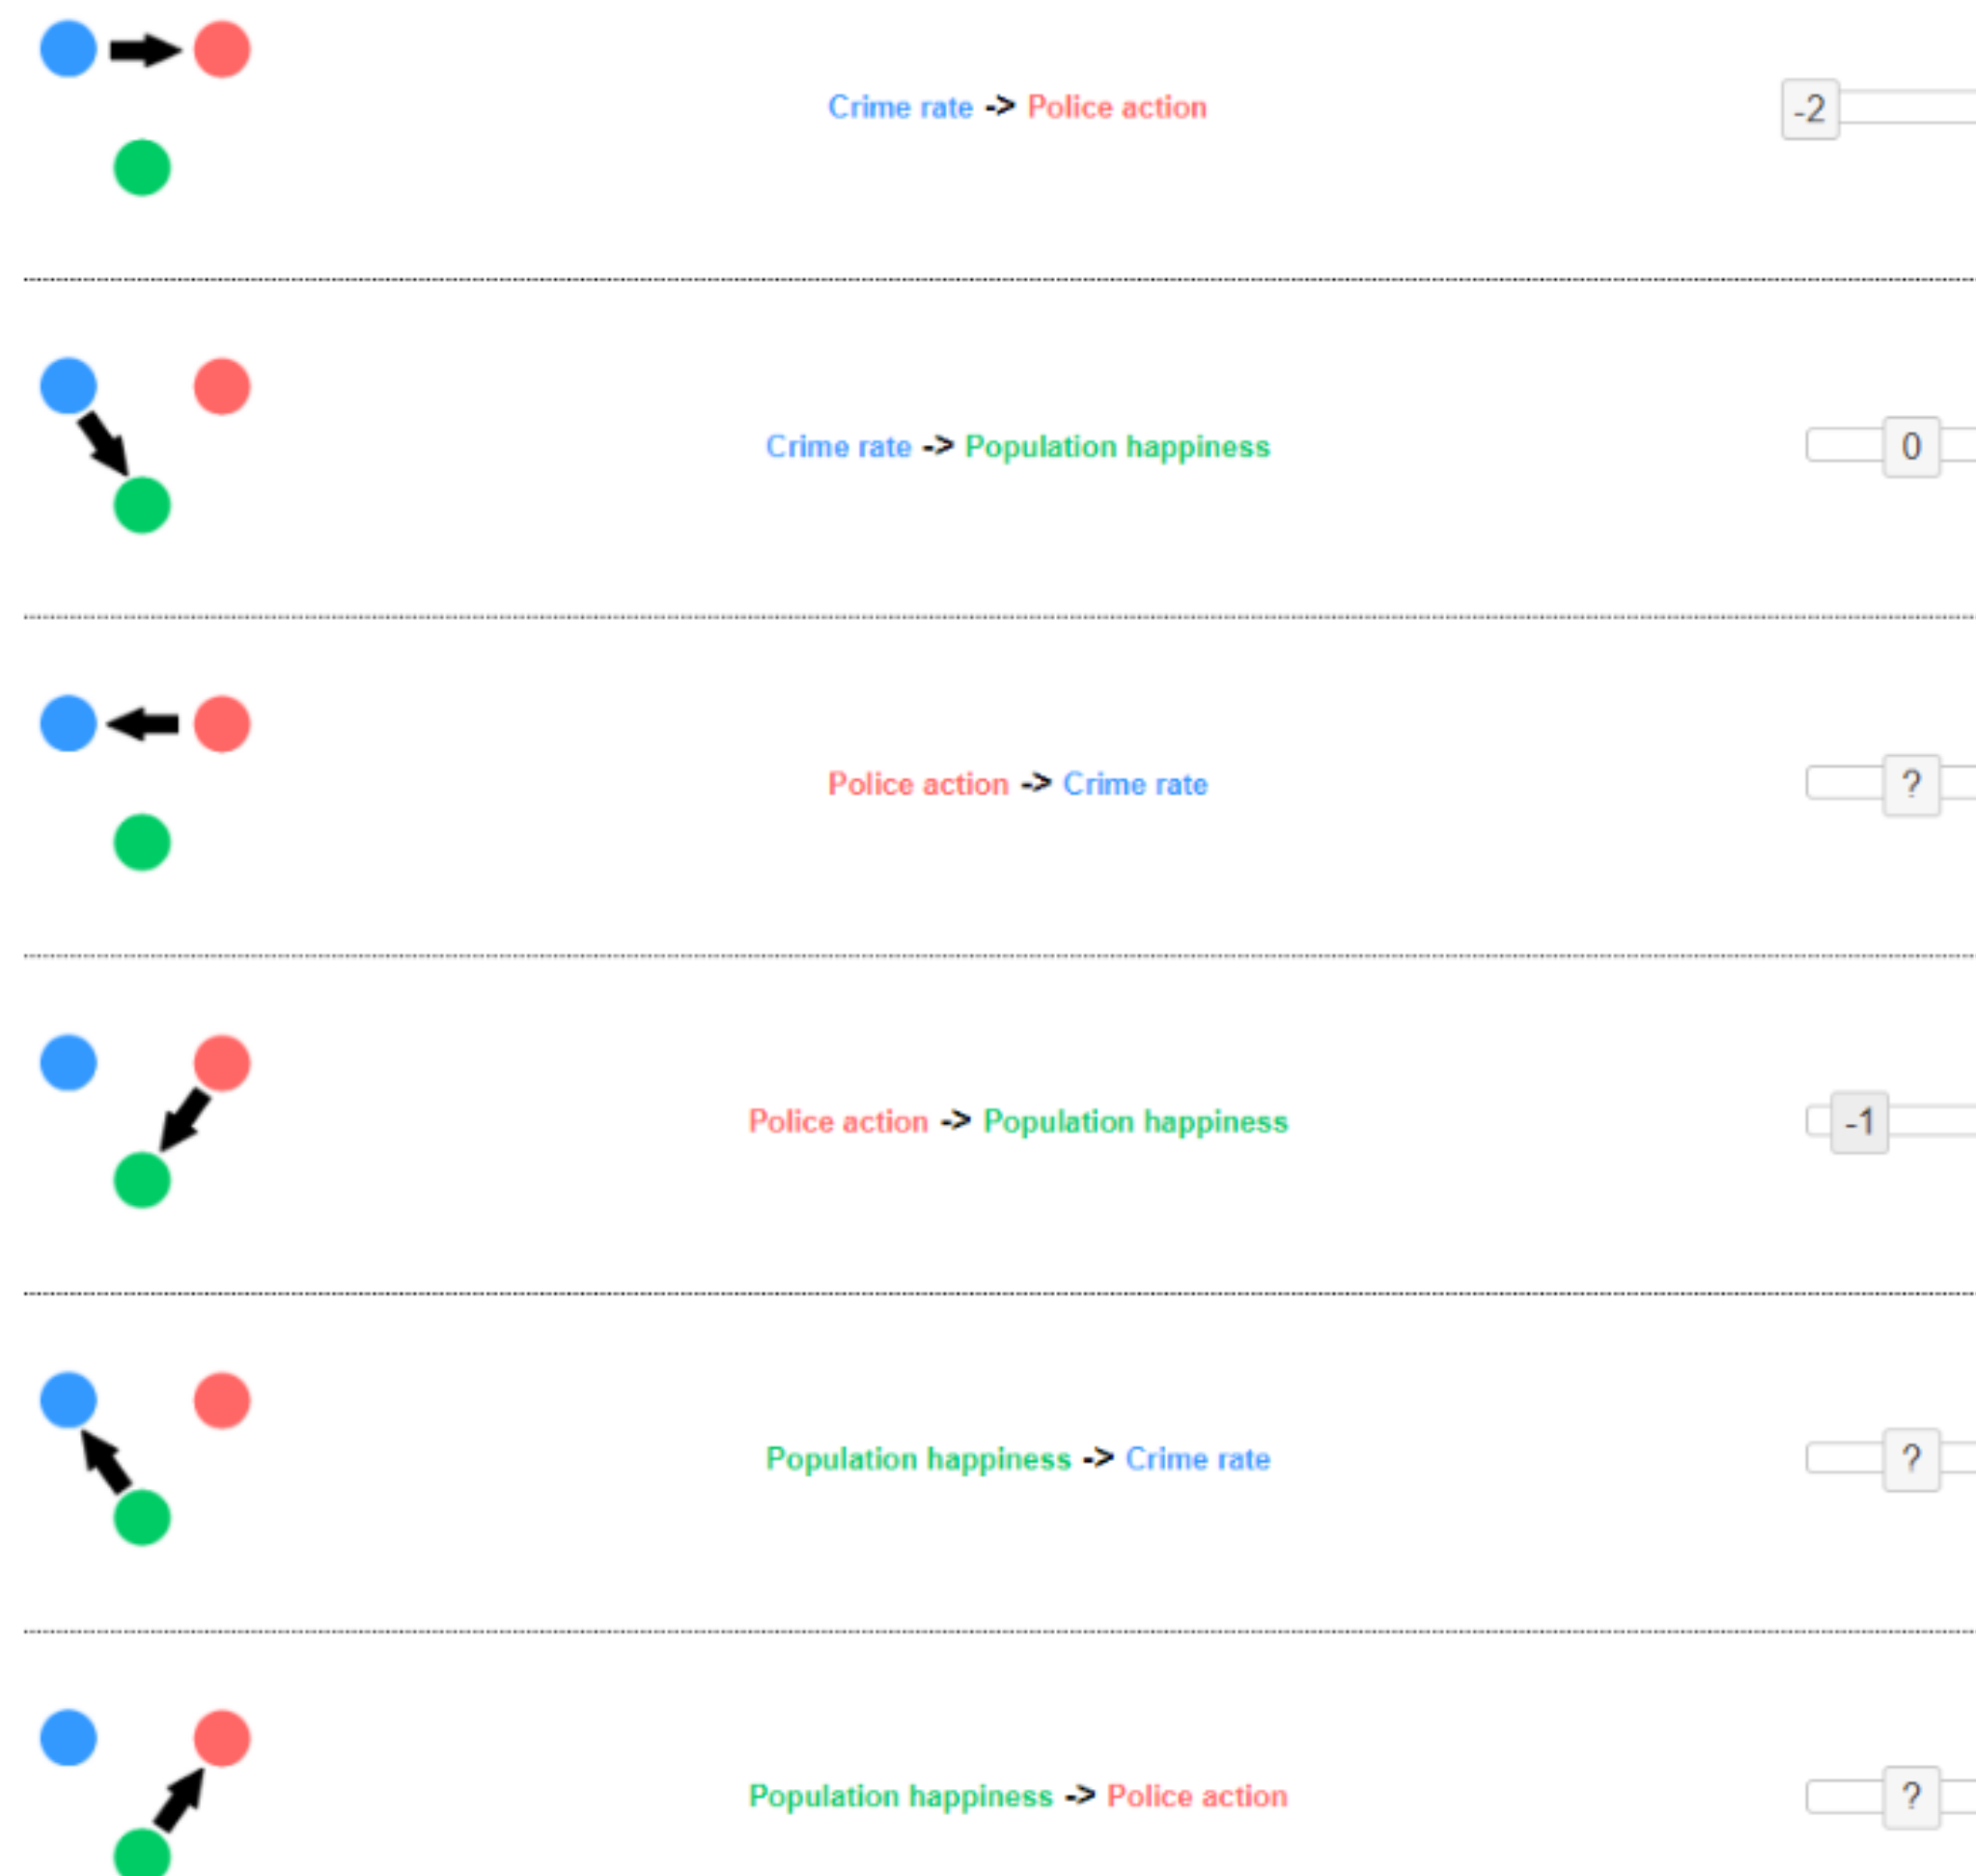 Crime rate -> Police action -2
Crime rate -> Population happiness 0
Police action -> Crime rate ?
Police action -> Population happiness -1
Population happiness -> Crime rate ?
Population happiness -> Police action ?